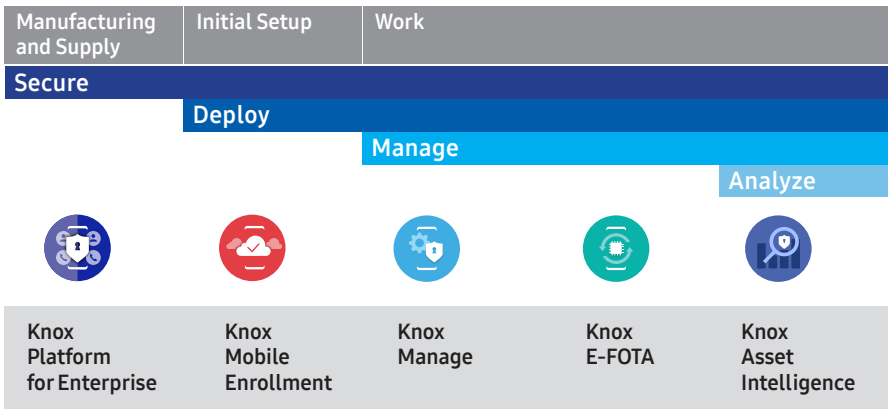 Manufacturing
and Supply
Initial Setup
Work
Secure
Deploy
Manage
Analyze
Knox
Platform
for Enterprise
Knox
Mobile
Enrollment
Knox
Manage
Knox
E-FOTA
Knox
Asset
Intelligence